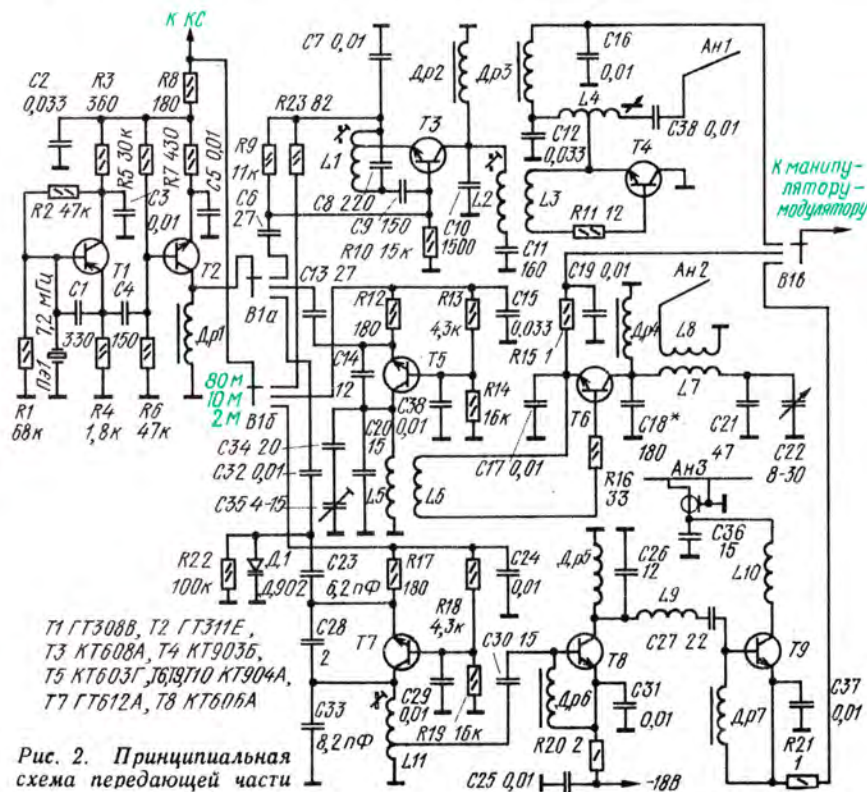 К КС
C2
0,033
R3
360
R8
180
R5 30к
R7 430
C5 0,01
R2 47к
C3
0,01
T1
T2
C1
330
C4
150
Пэ1
7,2 мГц
R1
68к
R4
1,8к
R6
47к
Др1
80м
10м
2м
В1а
В1б
C7 0,01
R23 82
R9
11к
C6
27
L1
C8 220
C9 150
T3
Др2
C10
1500
R10 15к
L2
C11
160
Др3
C16
0,01
Ан1
L4
C38 0,01
C12
0,033
T4
L3
R11 12
К манипу-
лятору-
модулятору
В1в
C13 27
R12
180
R13
4,3к
C15
0,033
C14
12
T5
R14
16к
C38
0,01
C20
15
C34 20
C32 0,01
C35 4-15
L5
L6
C19 0,01
R15 1
Др4
Ан2
L8
L7
T6
C17 0,01
C18*
180
C21
47
C22
8-30
R16
33
Ан3
C36
15
L10
R22
100к
Д1
Д902
C23
6,2пФ
R17
180
C24
0,01
R18
4,3к
C28
2
T7
C30 15
C29
0,01
R19 16к
C33
8,2пФ
L11
Др5
C26
12
L9
C27 22
T8
T9
Др6
C31
0,01
Др7
C37
0,01
R20 2
R21
1
C25 0,01
-18В
T1 ГТ308В, T2 ГТ311Е,
T3 КТ608А, T4 КТ903Б,
T5 КТ603Г, T6,T9,T10 КТ904А,
T7 ГТ612А, T8 КТ606А
Рис. 2. Принципиальная
схема передающей части